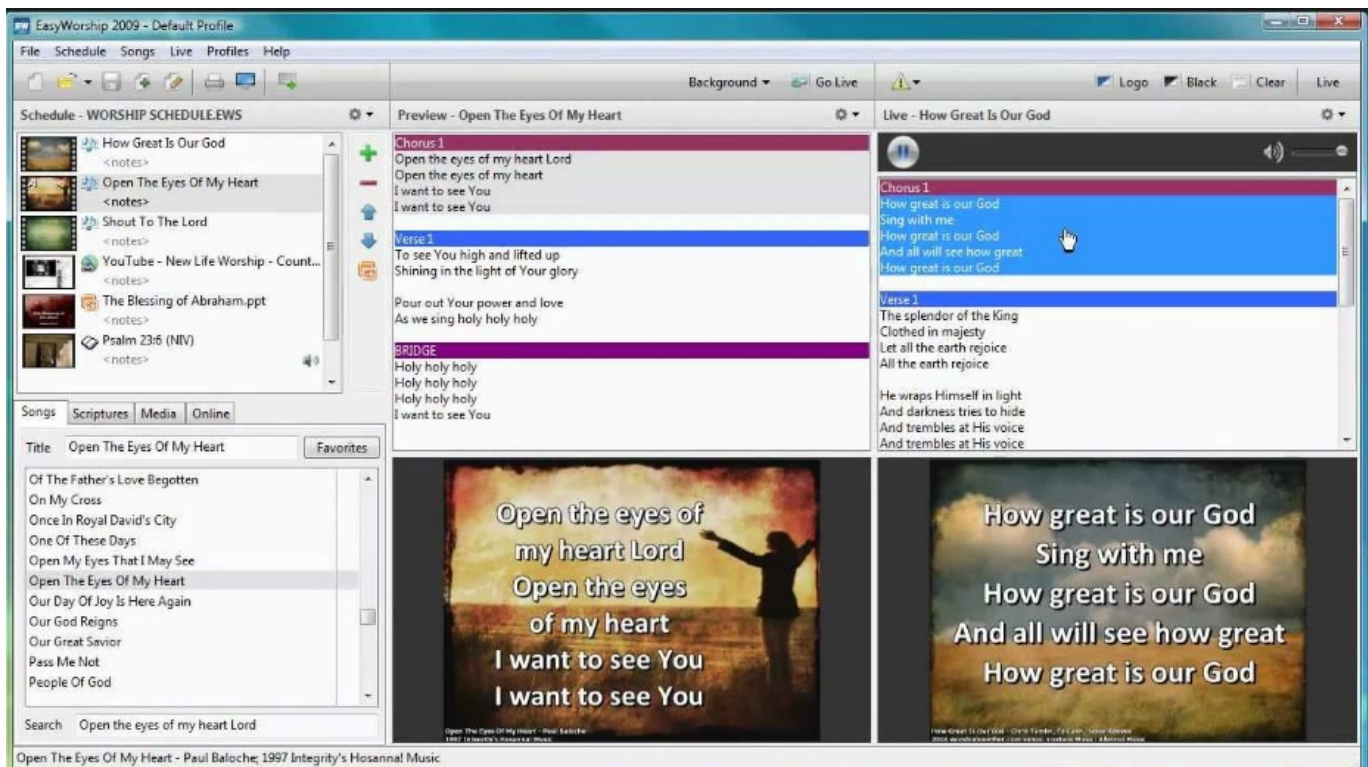 EasyWorship 2009 - Default Profile
File Schedule Songs Live Profiles Help
Background Go Live Logo Black Clear Live
Schedule - WORSHIP SCHEDULE.EWS
How Great Is Our God
<notes>
Open The Eyes Of My Heart
<notes>
Shout To The Lord
<notes>
YouTube - New Life Worship - Count...
<notes>
The Blessing of Abraham.ppt
<notes>
Psalm 23:6 (NIV)
<notes>
Songs Scriptures Media Online
Title Open The Eyes Of My Heart Favorites
Of The Father's Love Begotten
On My Cross
Once In Royal David's City
One Of These Days
Open My Eyes That I May See
Open The Eyes Of My Heart
Our Day Of Joy Is Here Again
Our God Reigns
Our Great Savior
Pass Me Not
People Of God
Search Open the eyes of my heart Lord
Preview - Open The Eyes Of My Heart
Chorus 1
Open the eyes of my heart Lord
Open the eyes of my heart
I want to see You
I want to see You
Verse 1
To see You high and lifted up
Shining in the light of Your glory
Pour out Your power and love
As we sing holy holy holy
BRIDGE
Holy holy holy
Holy holy holy
Holy holy holy
I want to see You
Open the eyes of
my heart Lord
Open the eyes
of my heart
I want to see You
I want to see You
Open The Eyes Of My Heart - Paul Baloche
1997 Integrity's Hosanna! Music
Live - How Great Is Our God
Chorus 1
How great is our God
Sing with me
How great is our God
And all will see how great
How great is our God
Verse 1
The splendor of the King
Clothed in majesty
Let all the earth rejoice
All the earth rejoice
He wraps Himself in light
And darkness tries to hide
And trembles at His voice
And trembles at His voice
How great is our God
Sing with me
How great is our God
And all will see how great
How great is our God
Open The Eyes Of My Heart - Paul Baloche; 1997 Integrity's Hosanna! Music